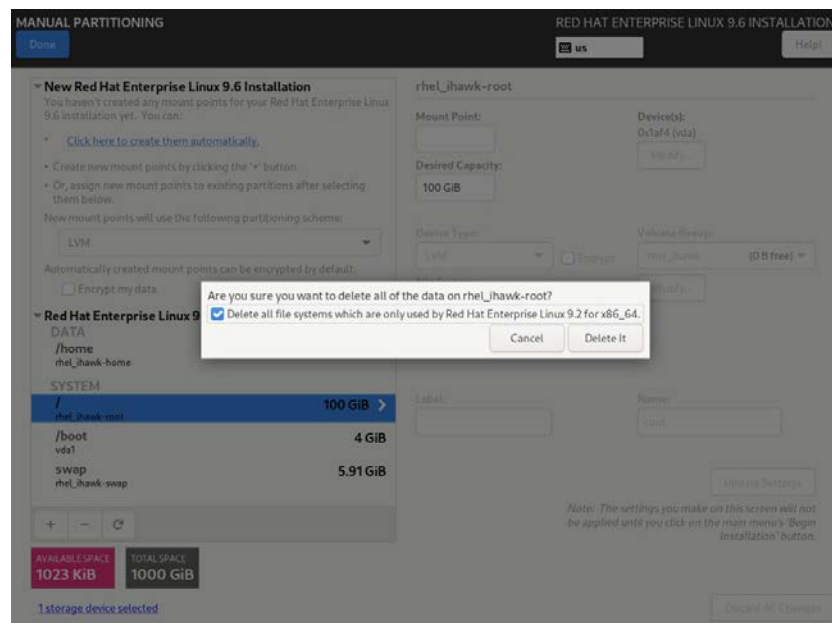 MANUAL PARTITIONING
RED HAT ENTERPRISE LINUX 9.6 INSTALLATION
Done
us
Help!
New Red Hat Enterprise Linux 9.6 Installation
You haven't created any mount points for your Red Hat Enterprise Linux
9.6 installation yet. You can:
• Click here to create them automatically.
• Create new mount points by clicking the '+' button.
• Or, assign new mount points to existing partitions after selecting
them below.
New mount points will use the following partitioning scheme:
LVM
Automatically created mount points can be encrypted by default:
Encrypt my data.
Red Hat Enterprise Linux 9
DATA
/home
rhel_ihawk-home
SYSTEM
/
100 GiB
rhel_ihawk-root
/boot
4 GiB
vda1
swap
5.91 GiB
rhel_ihawk-swap
+ −
AVAILABLE SPACE
1023 KiB
TOTAL SPACE
1000 GiB
1 storage device selected
rhel_ihawk-root
Mount Point:
Device(s):
0x1af4 (vda)
Modify...
Desired Capacity:
100 GiB
Device Type:
Volume Group:
LVM
Encrypt
rhel_ihawk (0 B free)
Modify...
Are you sure you want to delete all of the data on rhel_ihawk-root?
Delete all file systems which are only used by Red Hat Enterprise Linux 9.2 for x86_64.
Cancel
Delete It
Label:
Name:
root
Update Settings
Note: The settings you make on this screen will not
be applied until you click on the main menu's 'Begin
Installation' button.
Discard All Changes